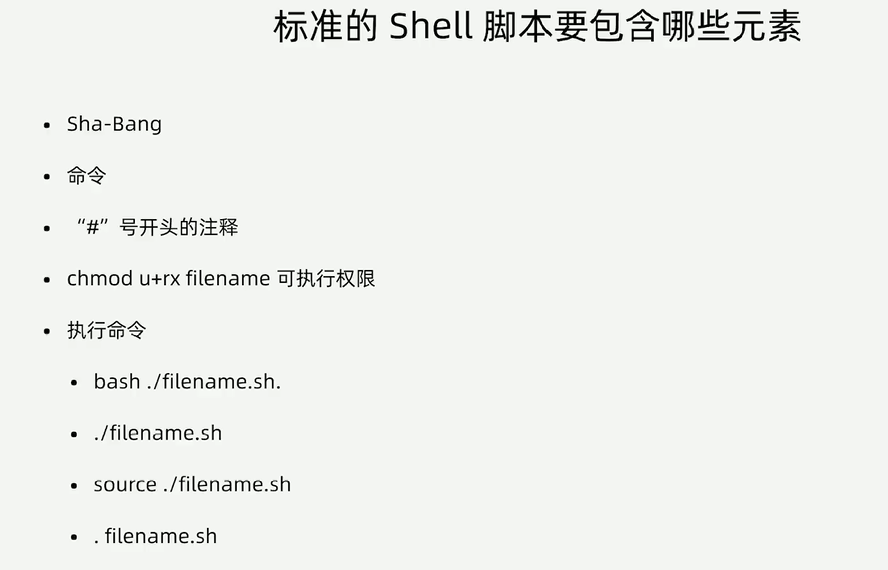 标准的 Shell 脚本要包含哪些元素
• Sha-Bang
• 命令
• “#”号开头的注释
• chmod u+rx filename 可执行权限
• 执行命令
• bash ./filename.sh.
• ./filename.sh
• source ./filename.sh
• . filename.sh